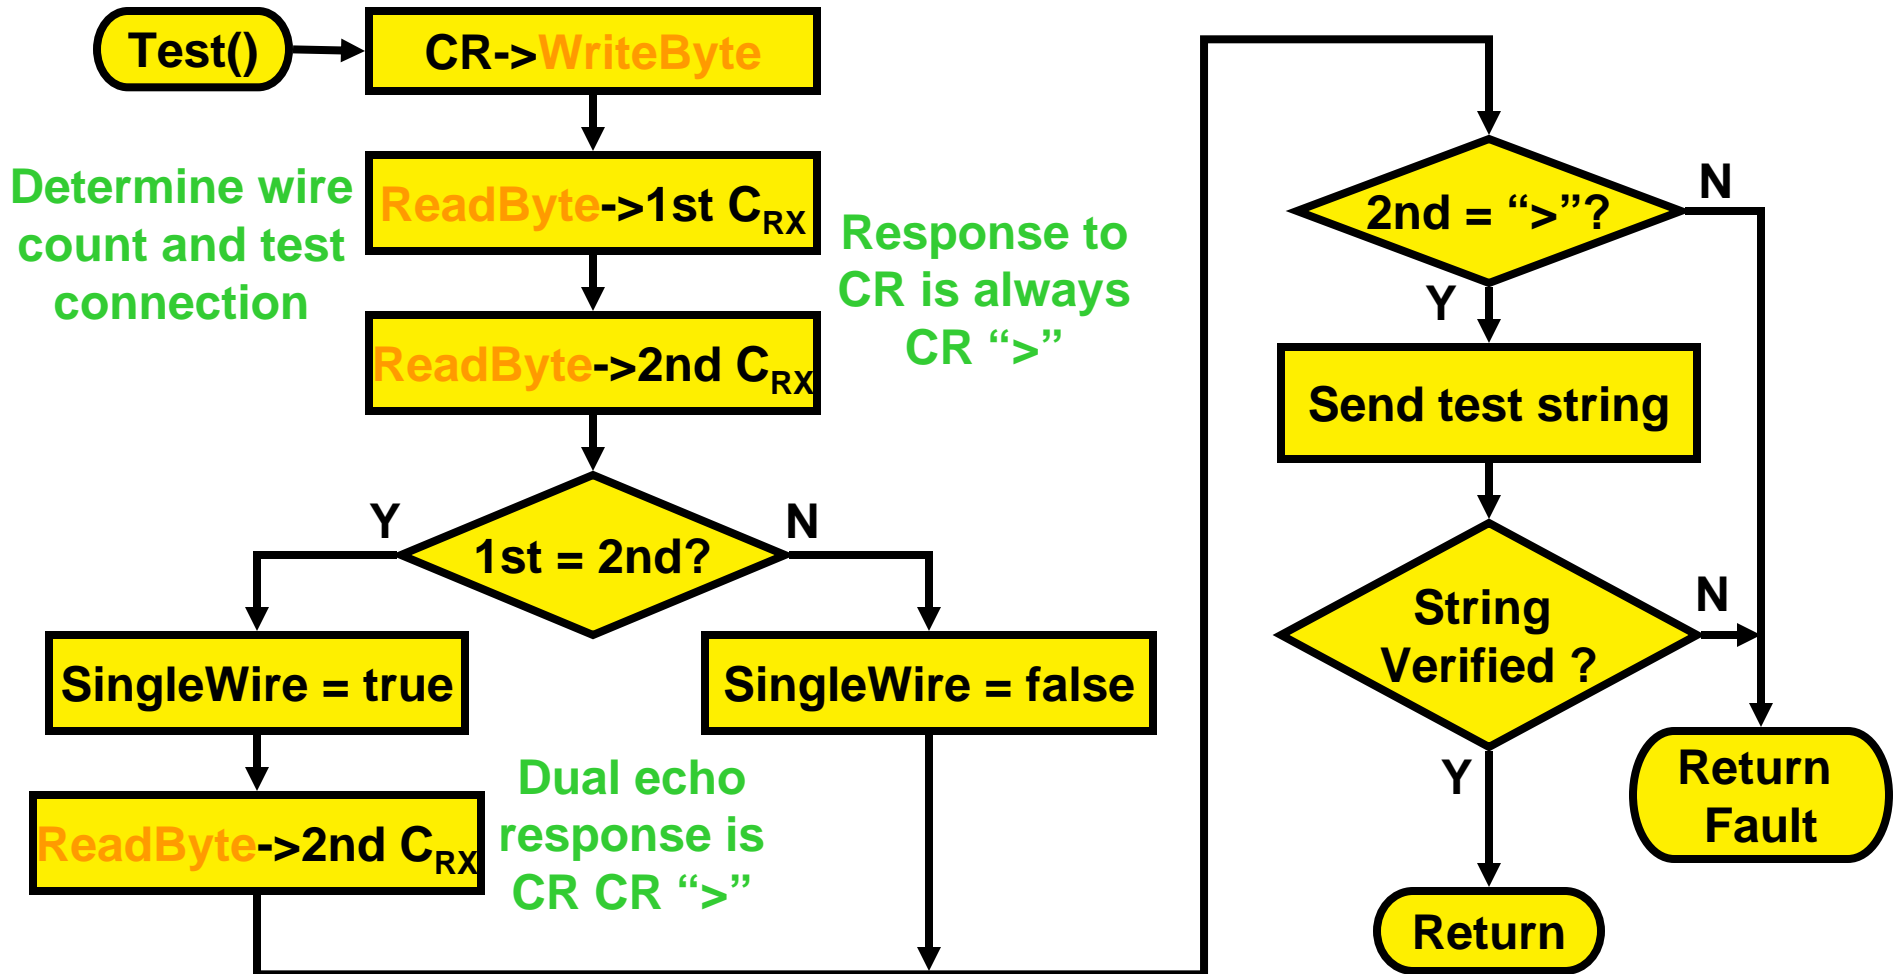 Test()
CR->WriteByte
Determine wire
count and test
connection
ReadByte->1st CRX
Response to
CR is always
CR “>”
ReadByte->2nd CRX
1st = 2nd?
Y
N
SingleWire = true
SingleWire = false
ReadByte->2nd CRX
Dual echo
response is
CR CR “>”
2nd = “>”?
N
Y
Send test string
String
Verified ?
N
Y
Return
Fault
Return